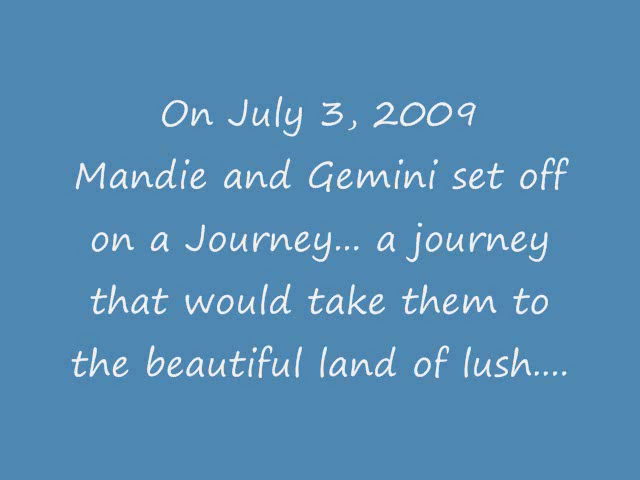 On July 3, 2009
Mandie and Gemini set off
on a Journey... a journey
that would take them to
the beautiful land of lush....